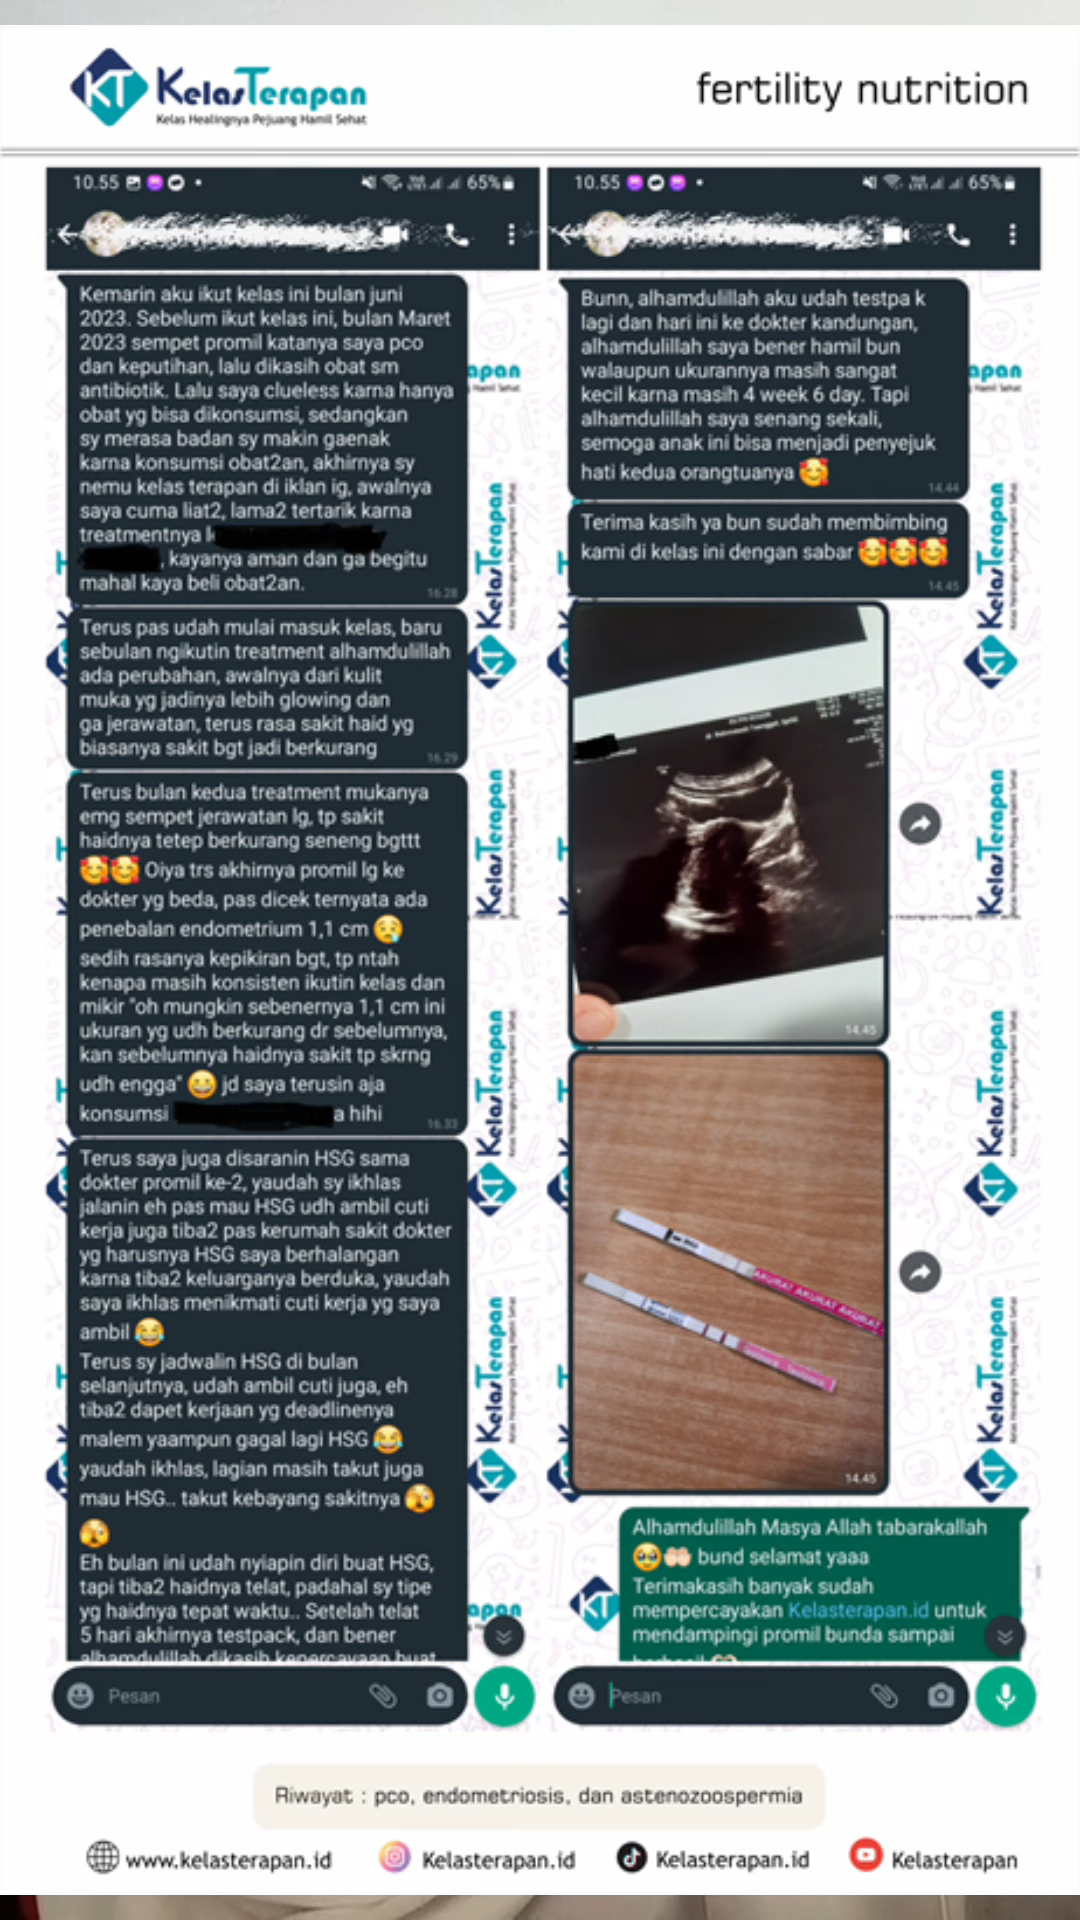 KT KelasTerapan
Kelas Healingnya Pejuang Hamil Sehat
fertility nutrition
10.55
65%
Kemarin aku ikut kelas ini bulan juni
2023. Sebelum ikut kelas ini, bulan Maret
2023 sempet promil katanya saya pco
dan keputihan, lalu dikasih obat sm
antibiotik. Lalu saya clueless karna hanya
obat yg bisa dikonsumsi, sedangkan
sy merasa badan sy makin gaenak
karna konsumsi obat2an, akhirnya sy
nemu kelas terapan di iklan ig, awalnya
saya cuma liat2, lama2 tertarik karna
treatmentnya
, kayanya aman dan ga begitu
mahal kaya beli obat2an.
16.28
Terus pas udah mulai masuk kelas, baru
sebulan ngikutin treatment alhamdulillah
ada perubahan, awalnya dari kulit
muka yg jadinya lebih glowing dan
ga jerawatan, terus rasa sakit haid yg
biasanya sakit bgt jadi berkurang
16.29
Terus bulan kedua treatment mukanya
emg sempet jerawatan lg, tp sakit
haidnya tetep berkurang seneng bgttt
🥰🥰 Oiya trs akhirnya promil lg ke
dokter yg beda, pas dicek ternyata ada
penebalan endometrium 1,1 cm 😢
sedih rasanya kepikiran bgt, tp ntah
kenapa masih konsisten ikutin kelas dan
mikir "oh mungkin sebenernya 1,1 cm ini
ukuran yg udh berkurang dr sebelumnya,
kan sebelumnya haidnya sakit tp skrng
udh engga" 😀 jd saya terusin aja
konsumsi a hihi
16.33
Terus saya juga disaranin HSG sama
dokter promil ke-2, yaudah sy ikhlas
jalanin eh pas mau HSG udh ambil cuti
kerja juga tiba2 pas kerumah sakit dokter
yg harusnya HSG saya berhalangan
karna tiba2 keluarganya berduka, yaudah
saya ikhlas menikmati cuti kerja yg saya
ambil 😂
Terus sy jadwalin HSG di bulan
selanjutnya, udah ambil cuti juga, eh
tiba2 dapet kerjaan yg deadlinenya
malem yaampun gagal lagi HSG 😂
yaudah ikhlas, lagian masih takut juga
mau HSG.. takut kebayang sakitnya 🫣
🫣
Eh bulan ini udah nyiapin diri buat HSG,
tapi tiba2 haidnya telat, padahal sy tipe
yg haidnya tepat waktu.. Setelah telat
5 hari akhirnya testpack, dan bener
alhamdulillah dikasih kepercayaan buat
Pesan
10.55
65%
Bunn, alhamdulillah aku udah testpa k
lagi dan hari ini ke dokter kandungan,
alhamdulillah saya bener hamil bun
walaupun ukurannya masih sangat
kecil karna masih 4 week 6 day. Tapi
alhamdulillah saya senang sekali,
semoga anak ini bisa menjadi penyejuk
hati kedua orangtuanya 🥰
14.44
Terima kasih ya bun sudah membimbing
kami di kelas ini dengan sabar 🥰🥰🥰
14.45
14.45
AKURAT AKURAT AKURAT
14.45
Alhamdulillah Masya Allah tabarakallah
🥹🤲🏻 bund selamat yaaa
Terimakasih banyak sudah
mempercayakan Kelasterapan.id untuk
mendampingi promil bunda sampai
Pesan
Riwayat : pco, endometriosis, dan astenozoospermia
www.kelasterapan.id
Kelasterapan.id
Kelasterapan.id
Kelasterapan